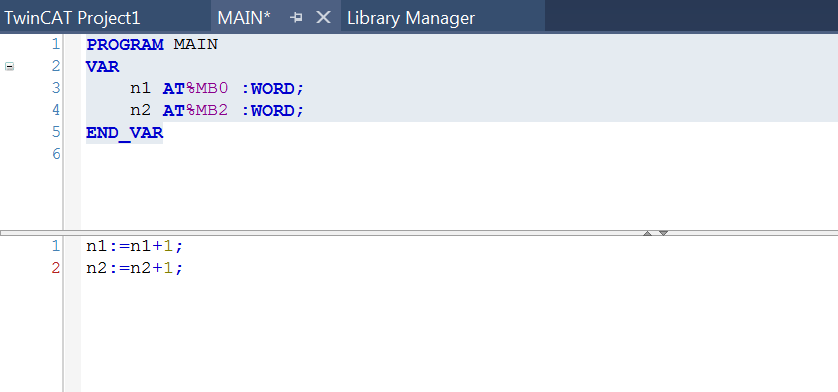 TwinCAT Project1 MAIN* Library Manager
1 PROGRAM MAIN
2 VAR
3 n1 AT%MB0 :WORD;
4 n2 AT%MB2 :WORD;
5 END_VAR
6
1 n1:=n1+1;
2 n2:=n2+1;